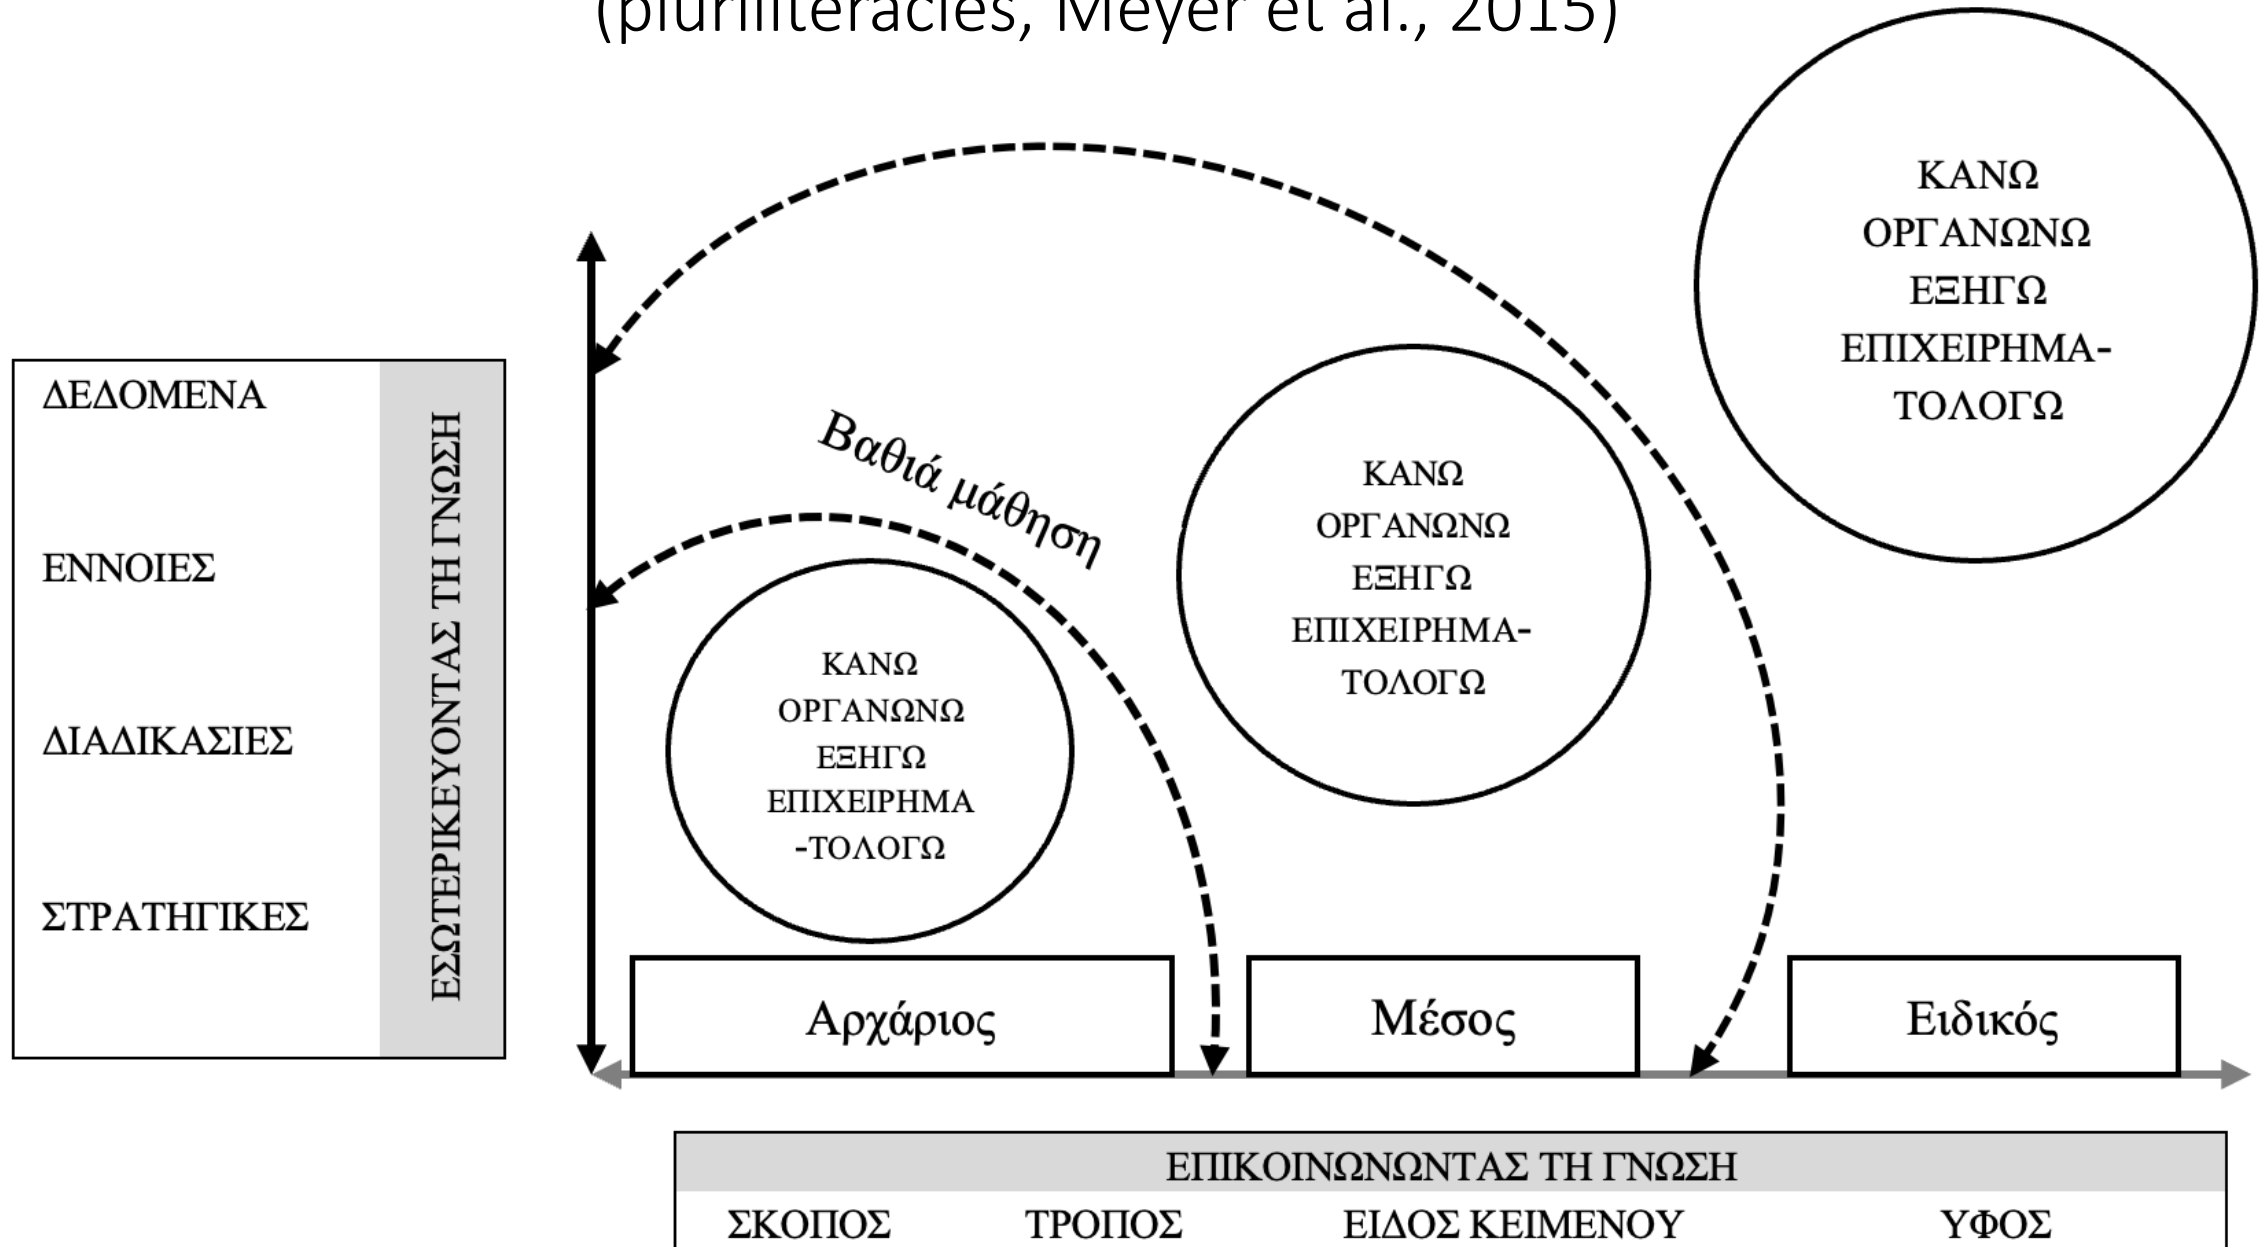 (pluriliteracies, Meyer et al., 2015)
ΚΑΝΩ
ΟΡΓΑΝΩΝΩ
ΕΞΗΓΩ
ΕΠΙΧΕΙΡΗΜΑ-
ΤΟΛΟΓΩ
ΔΕΔΟΜΕΝΑ
ΕΝΝΟΙΕΣ
ΔΙΑΔΙΚΑΣΙΕΣ
ΣΤΡΑΤΗΓΙΚΕΣ
ΕΣΩΤΕΡΙΚΕΥΟΝΤΑΣ ΤΗ ΓΝΩΣΗ
Βαθιά μάθηση
ΚΑΝΩ
ΟΡΓΑΝΩΝΩ
ΕΞΗΓΩ
ΕΠΙΧΕΙΡΗΜΑ-
ΤΟΛΟΓΩ
ΚΑΝΩ
ΟΡΓΑΝΩΝΩ
ΕΞΗΓΩ
ΕΠΙΧΕΙΡΗΜΑ
-ΤΟΛΟΓΩ
Αρχάριος
Μέσος
Ειδικός
ΕΠΙΚΟΙΝΩΝΩΝΤΑΣ ΤΗ ΓΝΩΣΗ
ΣΚΟΠΟΣ ΤΡΟΠΟΣ ΕΙΔΟΣ ΚΕΙΜΕΝΟΥ ΥΦΟΣ